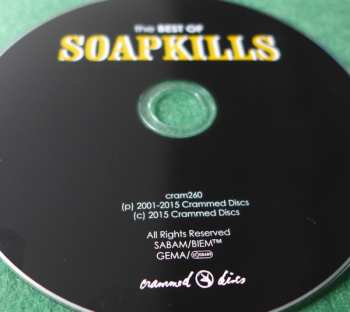 the BEST OF
SOAPKILLS
cram260
(p) 2001-2015 Crammed Discs
(c) 2015 Crammed Discs
All Rights Reserved
SABAM/BIEM™
GEMA/
crammed discs